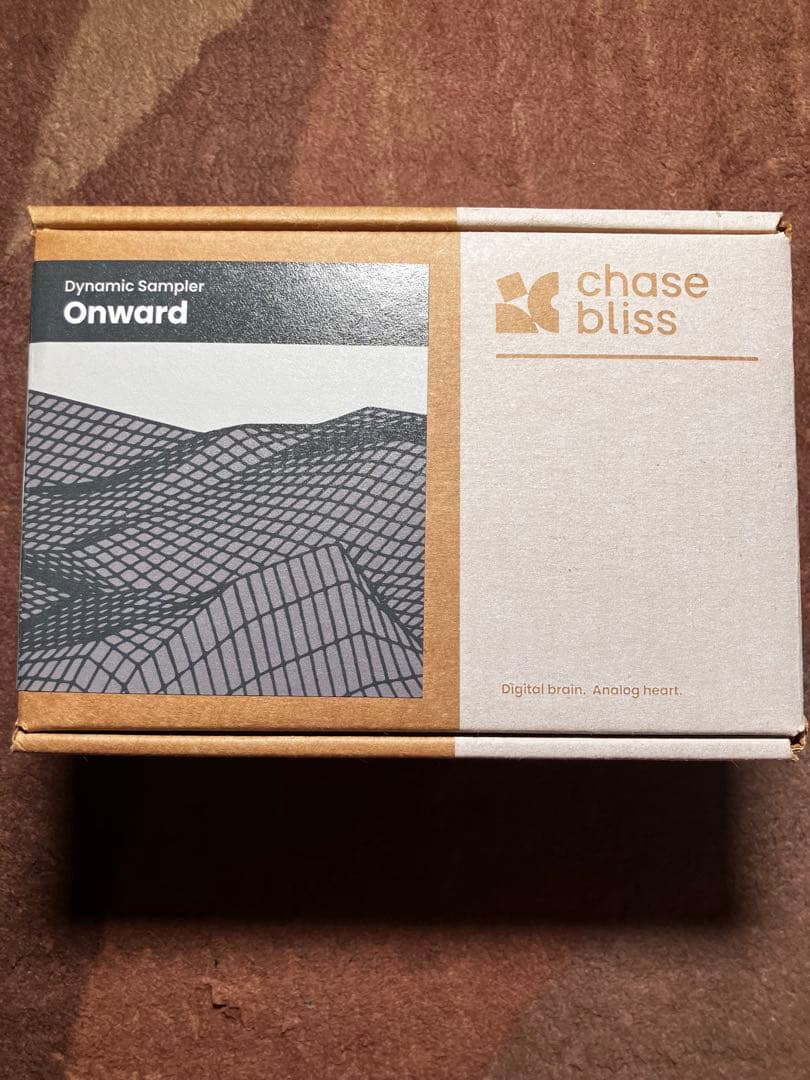 Dynamic Sampler
Onward
chase
bliss
Digital brain. Analog heart.